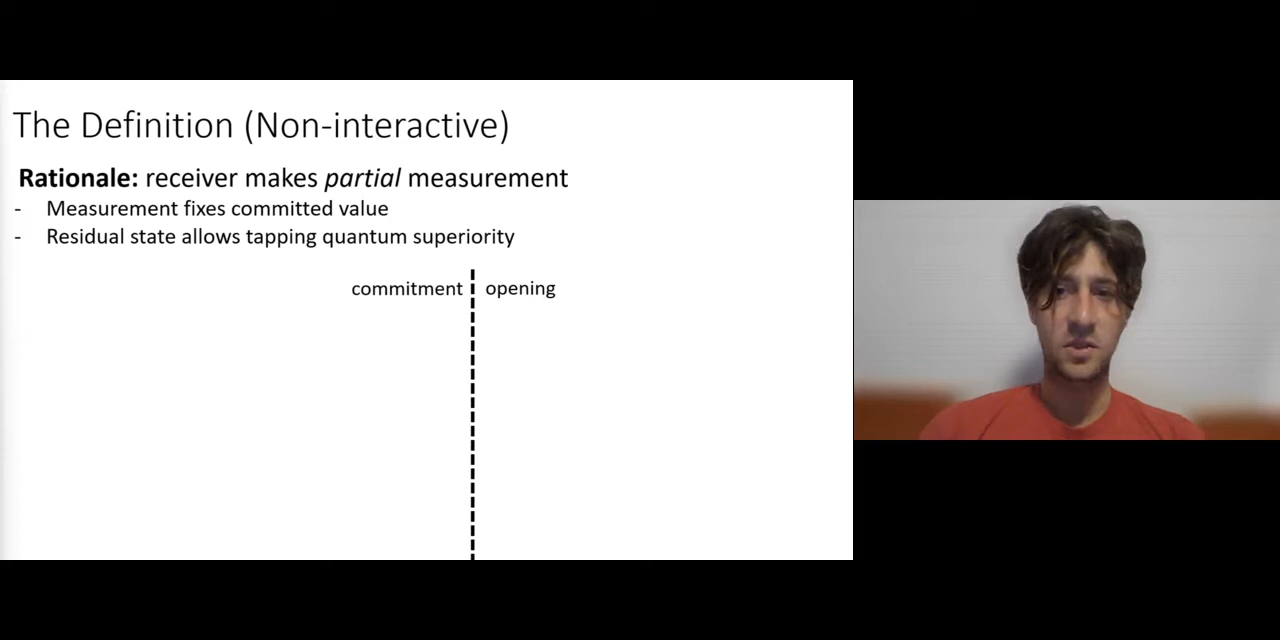 The Definition (Non-interactive)
Rationale: receiver makes partial measurement
- Measurement fixes committed value
- Residual state allows tapping quantum superiority
commitment opening